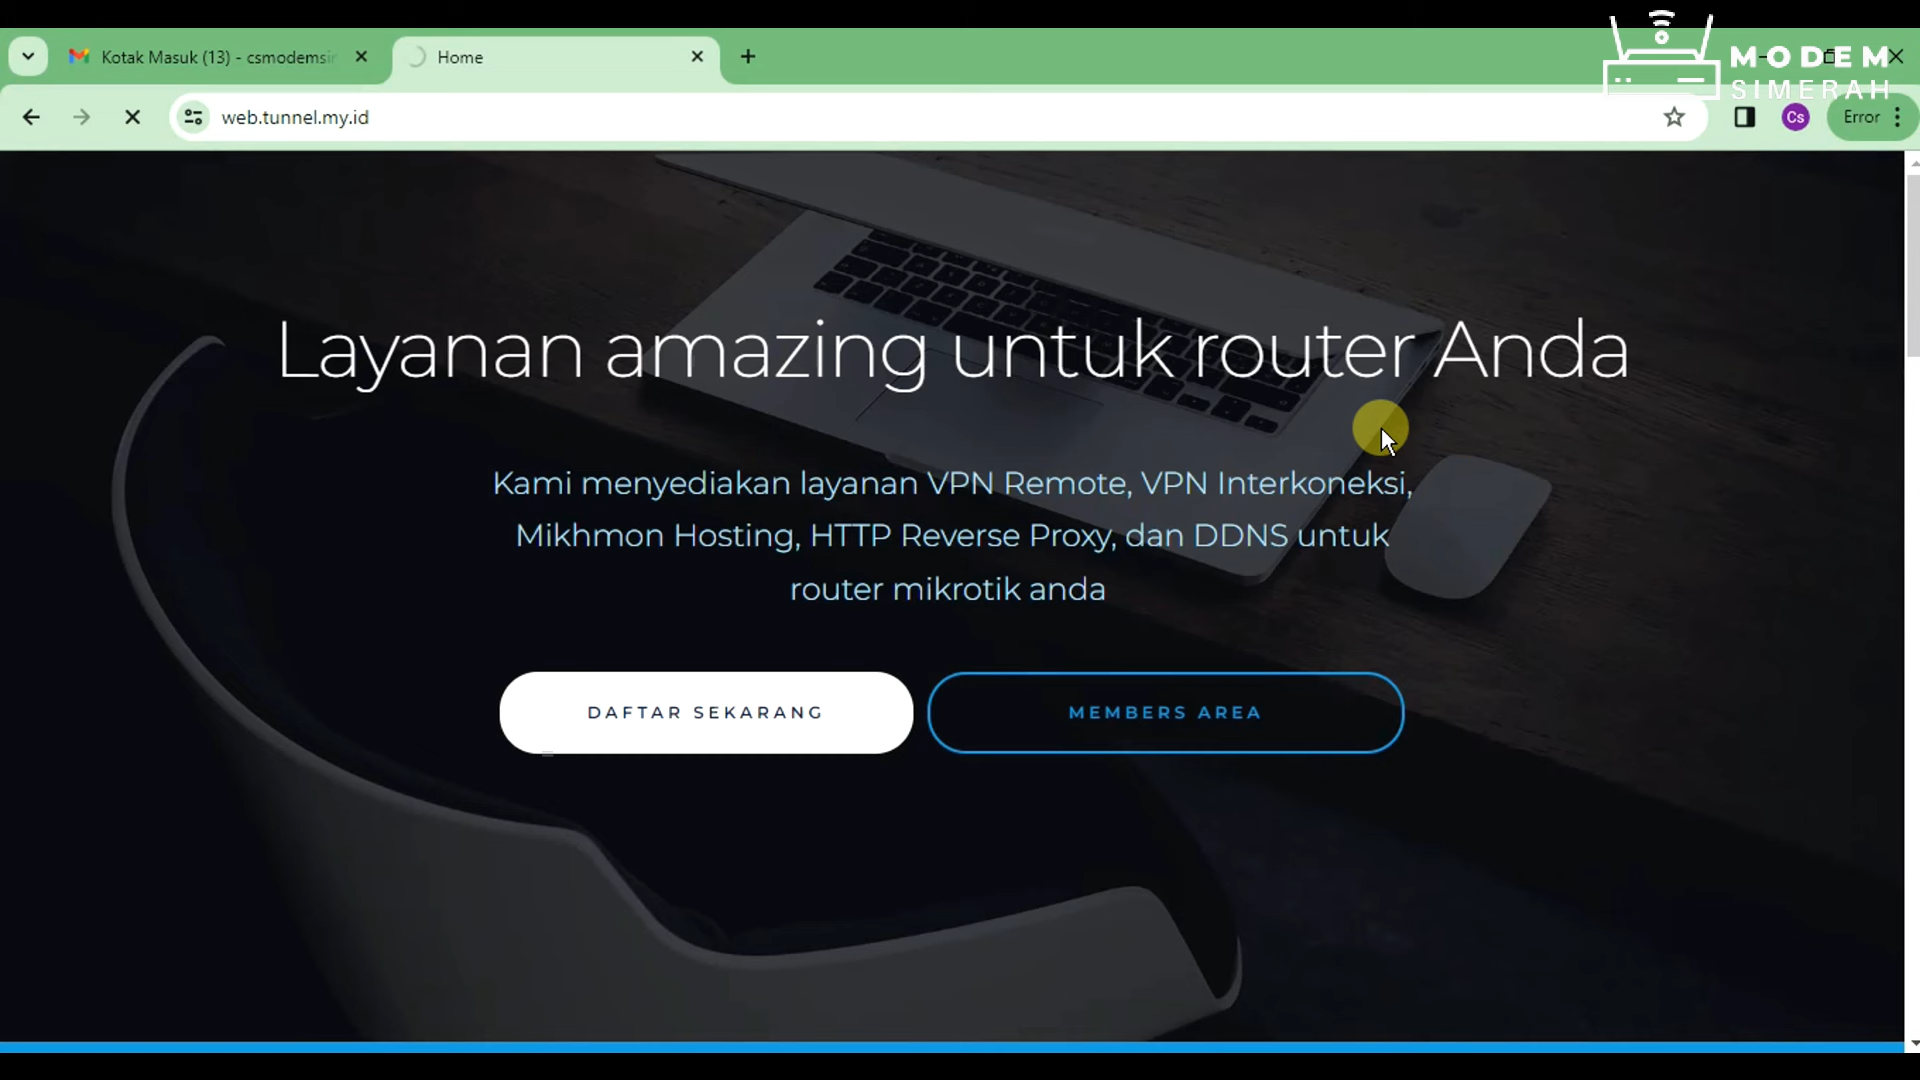 MODEM
SIMERAH
Kotak Masuk (13) - csmodemsi
Home
web.tunnel.my.id
Cs
Error
Layanan amazing untuk router Anda
Kami menyediakan layanan VPN Remote, VPN Interkoneksi,
Mikhmon Hosting, HTTP Reverse Proxy, dan DDNS untuk
router mikrotik anda
DAFTAR SEKARANG
MEMBERS AREA